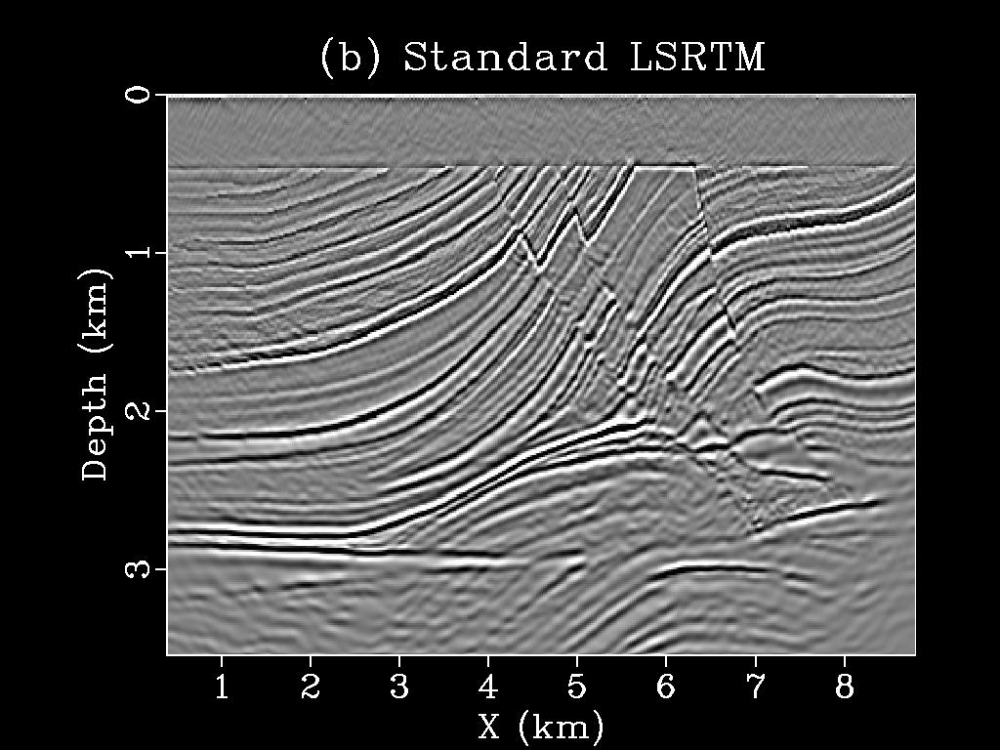 (b) Standard LSRTM
0
1
2
3
Depth (km)
1 2 3 4 5 6 7 8
X (km)